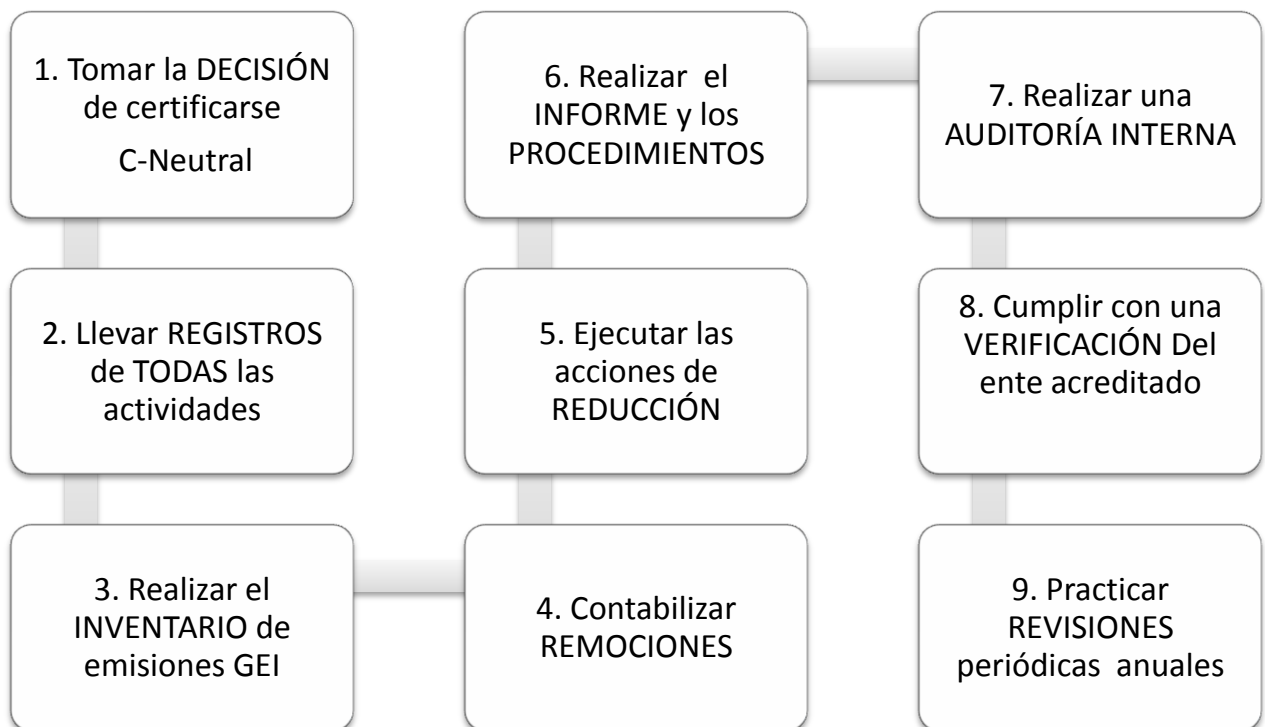 1. Tomar la DECISIÓN
de certificarse
C-Neutral
2. Llevar REGISTROS
de TODAS las
actividades
3. Realizar el
INVENTARIO de
emisiones GEI
4. Contabilizar
REMOCIONES
5. Ejecutar las
acciones de
REDUCCIÓN
6. Realizar el
INFORME y los
PROCEDIMIENTOS
7. Realizar una
AUDITORÍA INTERNA
8. Cumplir con una
VERIFICACIÓN Del
ente acreditado
9. Practicar
REVISIONES
periódicas anuales